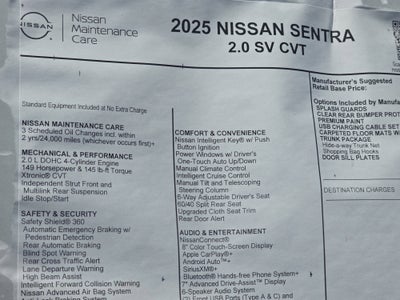 NISSAN
Nissan
Maintenance
Care
2025 NISSAN SENTRA
2.0 SV CVT
Standard Equipment Included at No Extra Charge
NISSAN MAINTENANCE CARE
3 Scheduled Oil Changes incl. within
2 yrs/24,000 miles (whichever occurs first)+
MECHANICAL & PERFORMANCE
2.0 L DOHC 4-Cylinder Engine
149 Horsepower & 145 lb-ft Torque
Xtronic® CVT
Independent Strut Front and
Multilink Rear Suspension
Idle Stop/Start
SAFETY & SECURITY
Safety Shield® 360
Automatic Emergency Braking w/
Pedestrian Detection
Rear Automatic Braking
Blind Spot Warning
Rear Cross Traffic Alert
Lane Departure Warning
High Beam Assist
Intelligent Forward Collision Warning
Nissan Advanced Air Bag System
COMFORT & CONVENIENCE
Nissan Intelligent Key® w/ Push
Button Ignition
Power Windows w/ Driver's
One-Touch Auto Up/Down
Manual Climate Control
Intelligent Cruise Control
Manual Tilt and Telescoping
Steering Column
6-Way Adjustable Driver's Seat
60/40 Split Rear Seat
Upgraded Cloth Seat Trim
Rear Door Alert
AUDIO & ENTERTAINMENT
NissanConnect®
8" Color Touch-Screen Display
Apple CarPlay®+
Android Auto™+
SiriusXM®+
Bluetooth® Hands-free Phone System+
7" Advanced Drive-Assist™ Display
6-Speaker Audio System
(2) Front USB Ports (Type A & C) and
Manufacturer's Suggested
Retail Base Price:
Options Included by Manuf
SPLASH GUARDS
CLEAR REAR BUMPER PROT
PREMIUM PAINT
USB CHARGING CABLE SET
CARPETED FLOOR MATS W
TRUNK PACKAGE
Hide-a-way Trunk Net
Shopping Bag Hooks
DOOR SILL PLATES
DESTINATION CHARGES